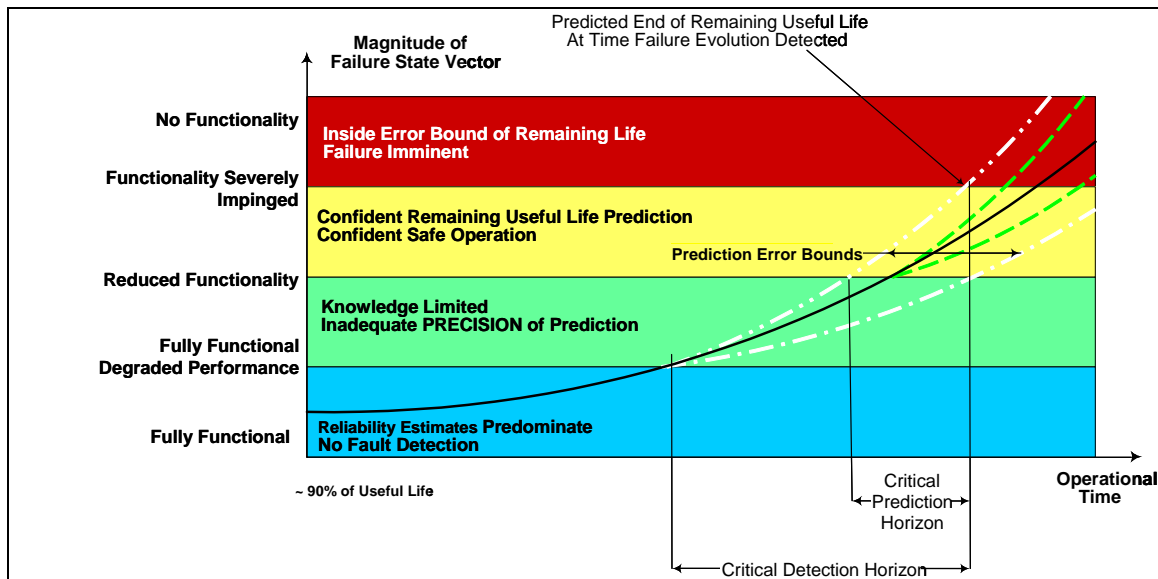 Predicted End of Remaining Useful Life
At Time Failure Evolution Detected
Magnitude of
Failure State Vector
No Functionality
Inside Error Bound of Remaining Life
Failure Imminent
Functionality Severely
Impinged
Confident Remaining Useful Life Prediction
Confident Safe Operation
Prediction Error Bounds
Reduced Functionality
Knowledge Limited
Inadequate PRECISION of Prediction
Fully Functional
Degraded Performance
Reliability Estimates Predominate
No Fault Detection
Fully Functional
~ 90% of Useful Life
Operational
Time
Critical
Prediction
Horizon
Critical Detection Horizon